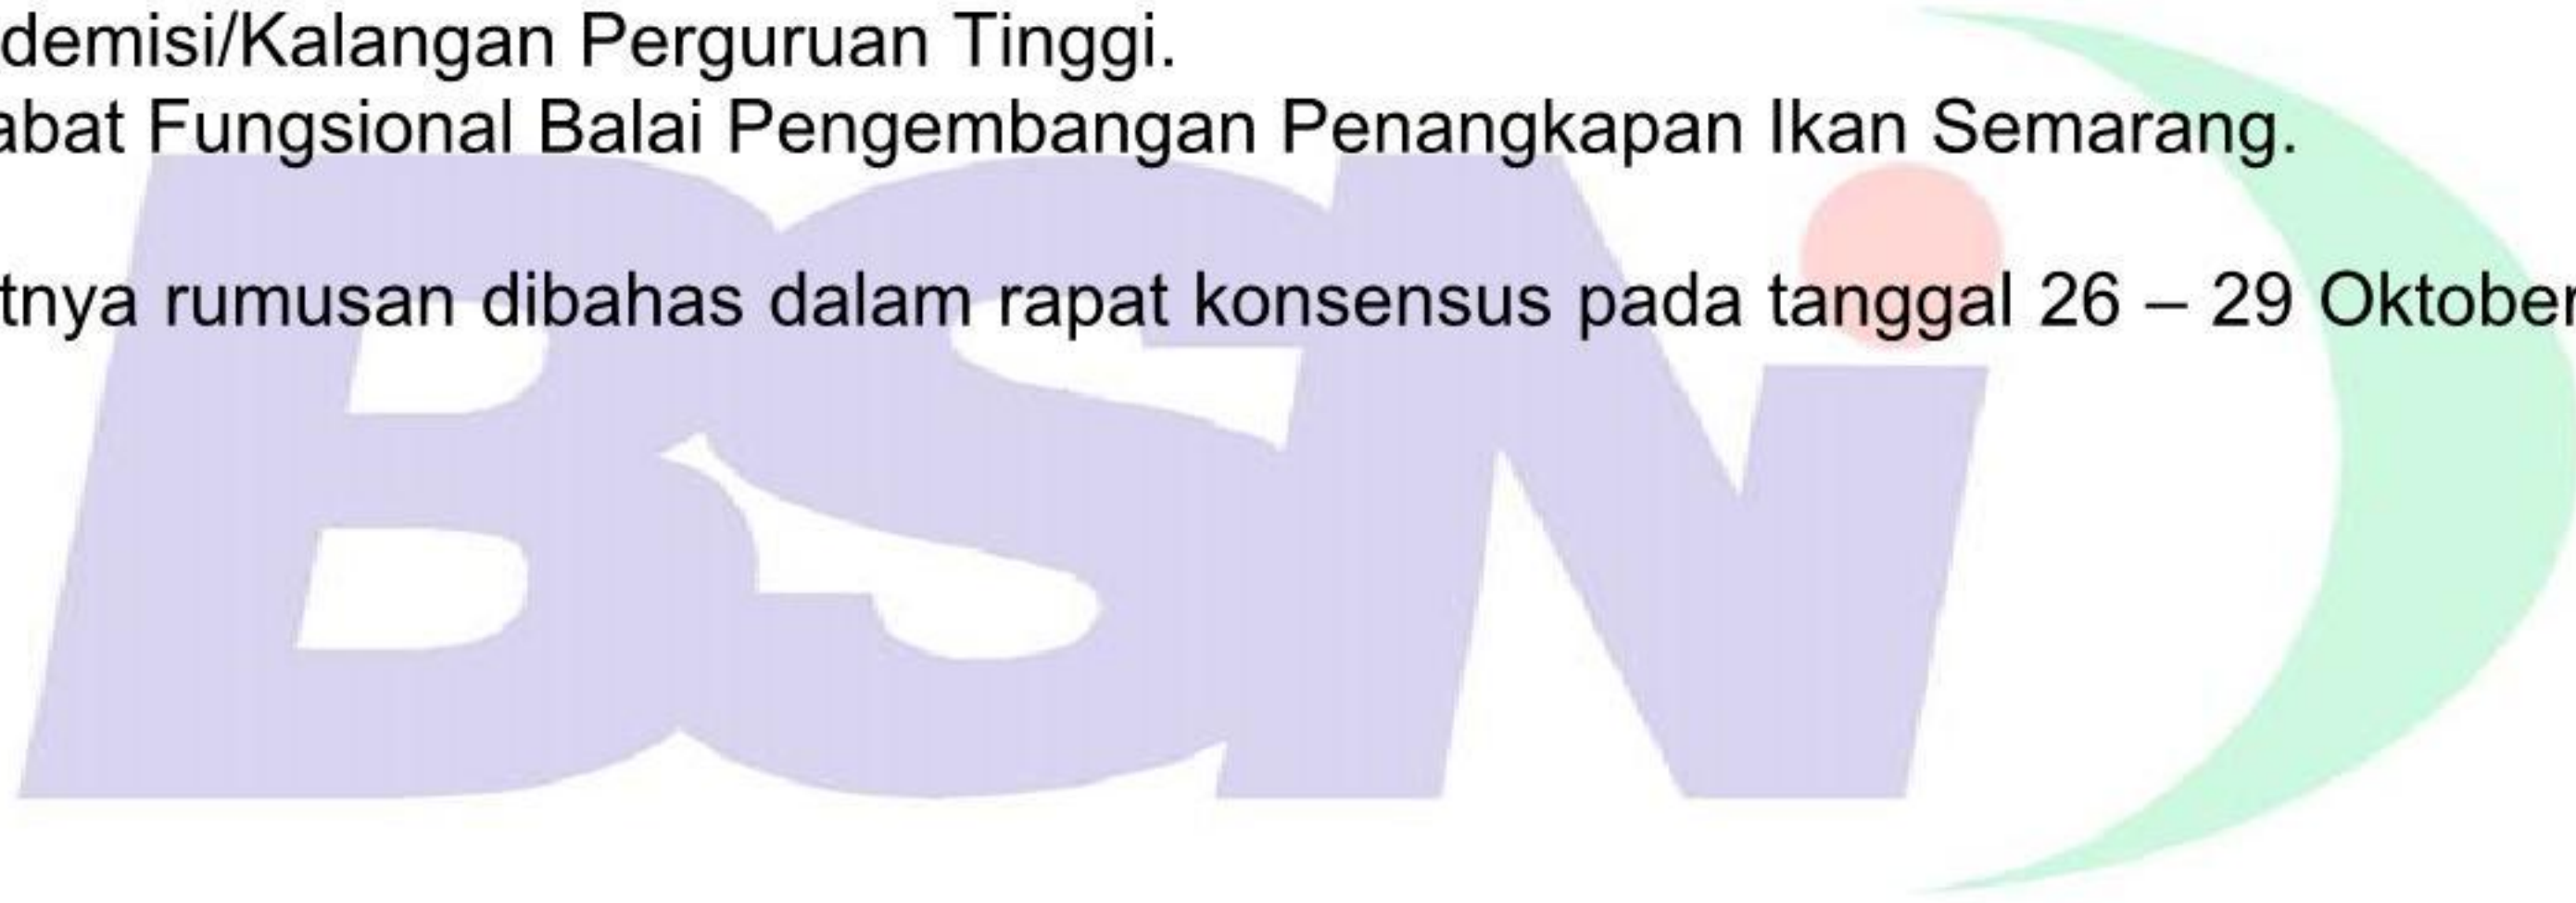 demisi/Kalangan Perguruan Tinggi.
abat Fungsional Balai Pengembangan Penangkapan Ikan Semarang.
tnya rumusan dibahas dalam rapat konsensus pada tanggal 26 – 29 Oktober
BSN